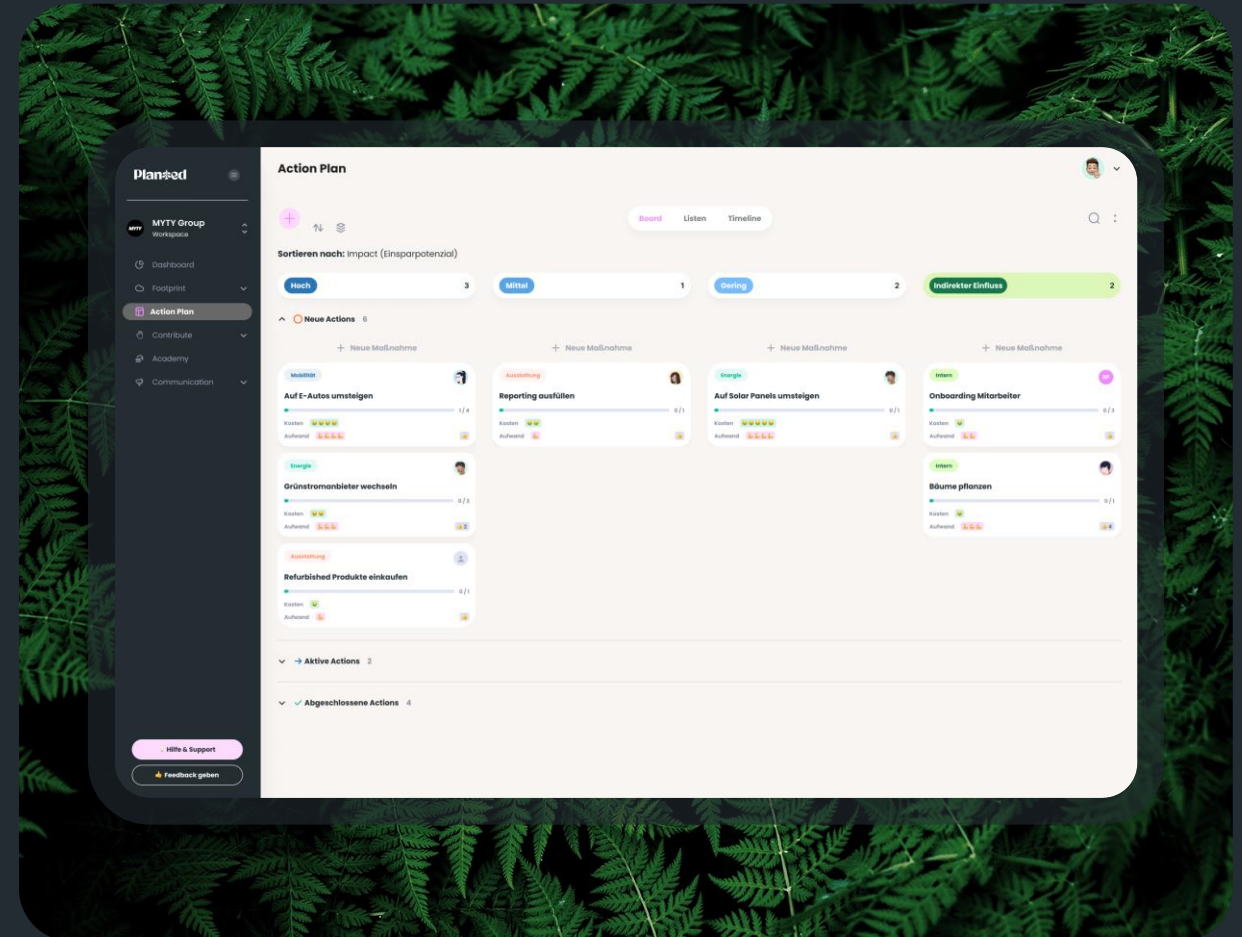 Planted
Action Plan
MYTY Group
Workspace
MYTY
Board Listen Timeline
Sortieren nach: Impact (Einsparpotenzial)
Dashboard
Footprint
Action Plan
Contribute
Academy
Communication
Hoch 3
Mittel 1
Gering 2
Indirekter Einfluss 2
Neue Actions 6
+ Neue Maßnahme
+ Neue Maßnahme
+ Neue Maßnahme
+ Neue Maßnahme
Mobilität
Auf E-Autos umsteigen
1/4
Kosten
Aufwand
Energie
Grünstromanbieter wechseln
Kosten
Aufwand 2
Ausstattung
Refurbished Produkte einkaufen
0/1
Kosten
Aufwand
Ausstattung
Reporting ausfüllen
0/1
Kosten
Aufwand
Energie
Auf Solar Panels umsteigen
0/1
Kosten
Aufwand
Intern
Onboarding Mitarbeiter
Kosten
Aufwand
Intern
Bäume pflanzen
0/1
Kosten
Aufwand 4
Aktive Actions 2
Abgeschlossene Actions 4
Hilfe & Support
Feedback geben